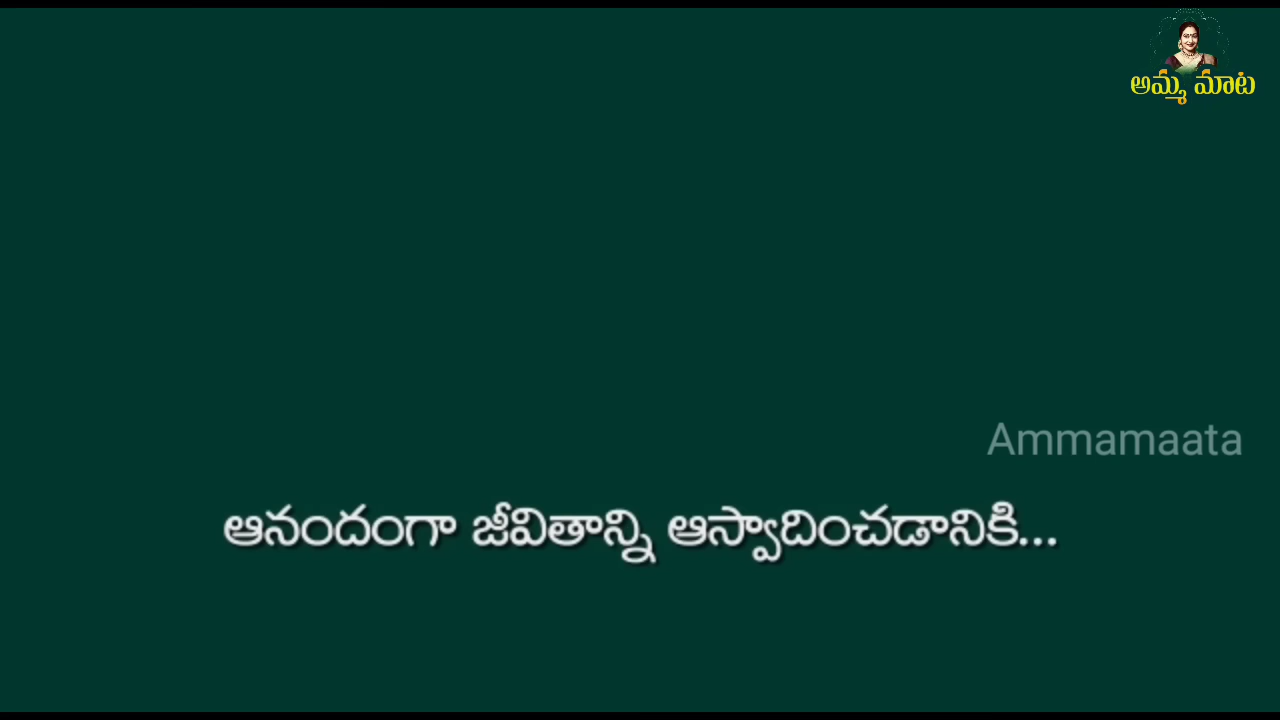 అమ్మ మాట
Ammamaata
ఆనందంగా జీవితాన్ని ఆస్వాదించడానికి...